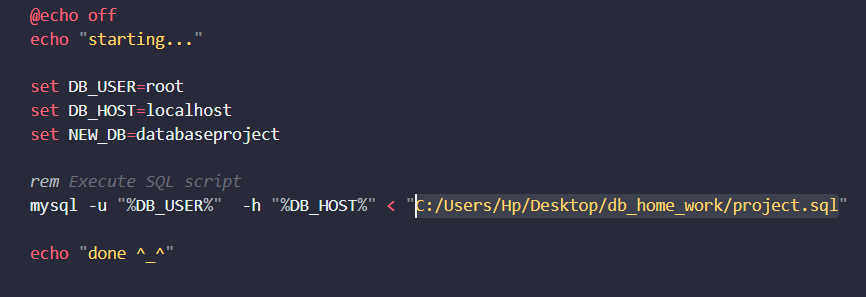 @echo off
echo "starting..."
set DB_USER=root
set DB_HOST=localhost
set NEW_DB=databaseproject
rem Execute SQL script
mysql -u "%DB_USER%"  -h "%DB_HOST%" < "C:/Users/Hp/Desktop/db_home_work/project.sql"
echo "done ^_^"